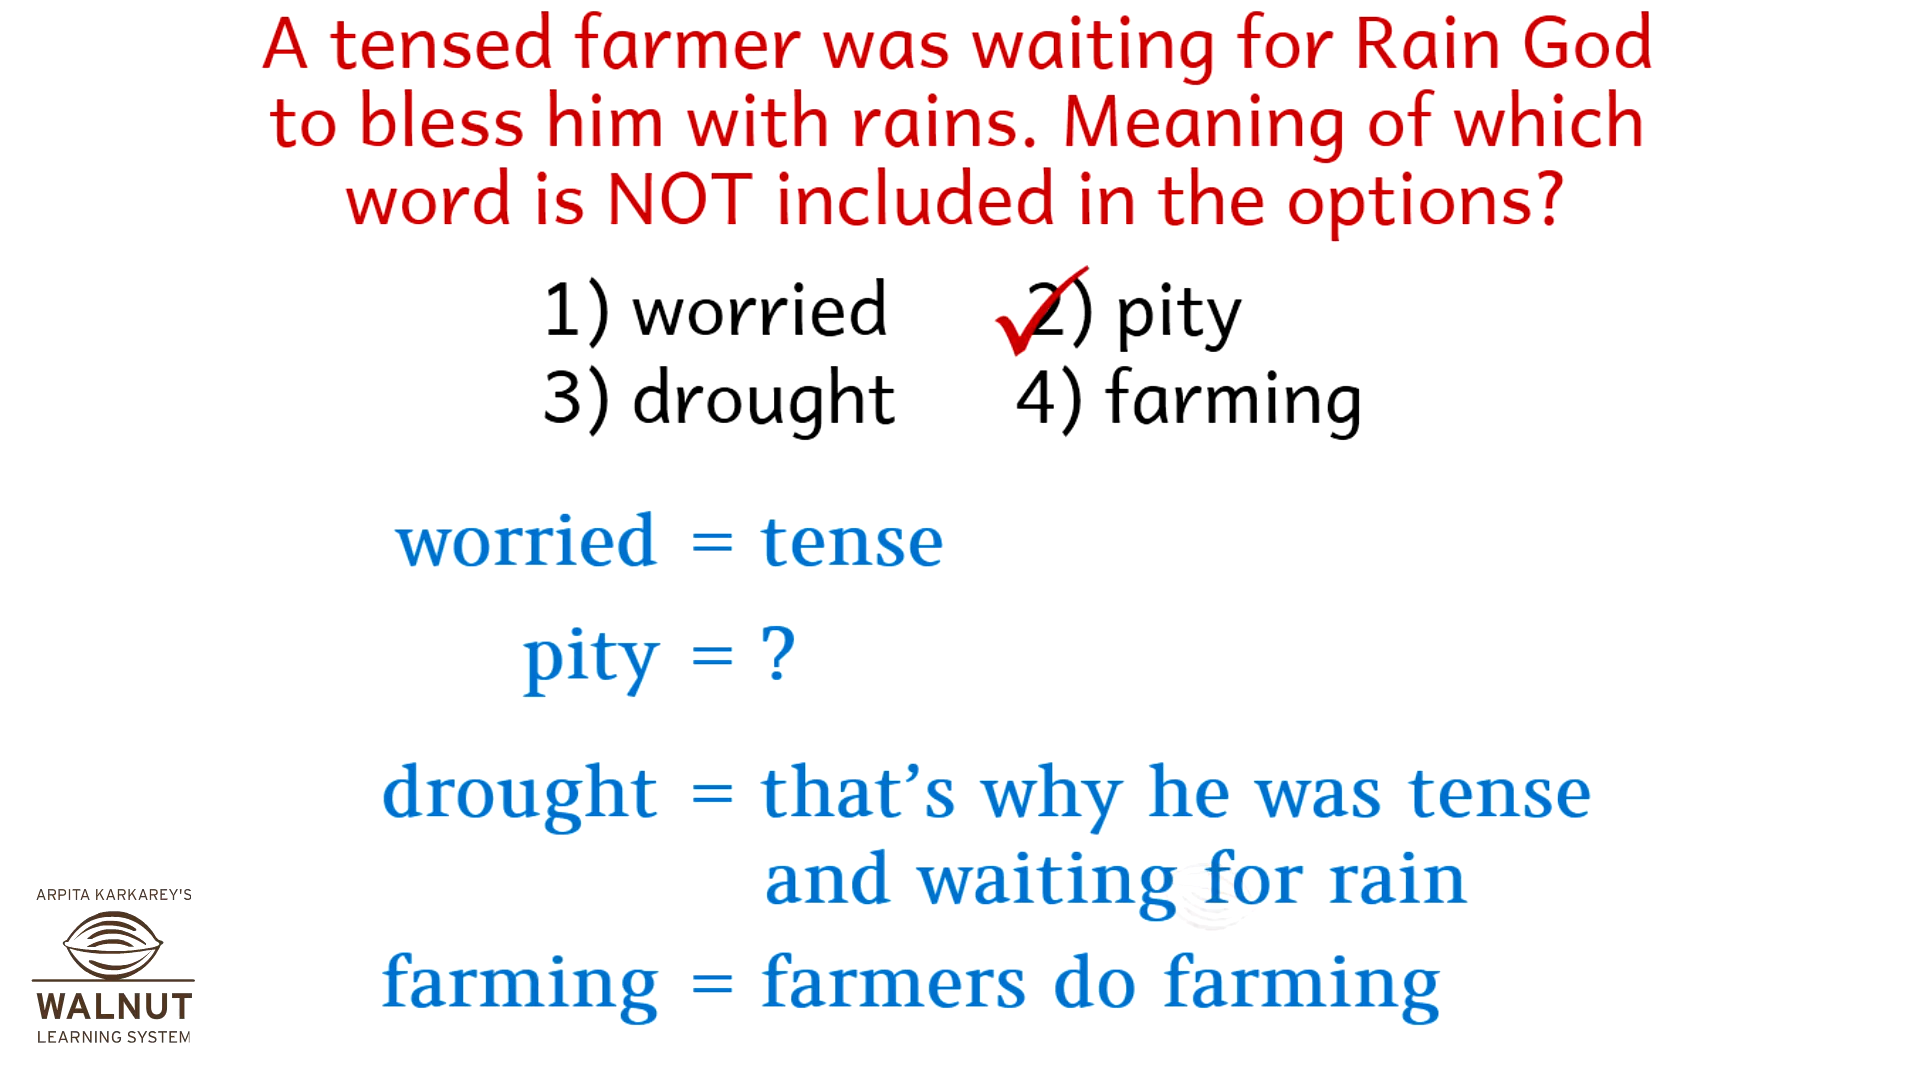 A tensed farmer was waiting for Rain God
to bless him with rains. Meaning of which
word is NOT included in the options?
1) worried 2) pity
3) drought 4) farming
worried = tense
pity = ?
drought = that's why he was tense
and waiting for rain
farming = farmers do farming
ARPITA KARKAREY'S
WALNUT
LEARNING SYSTEM